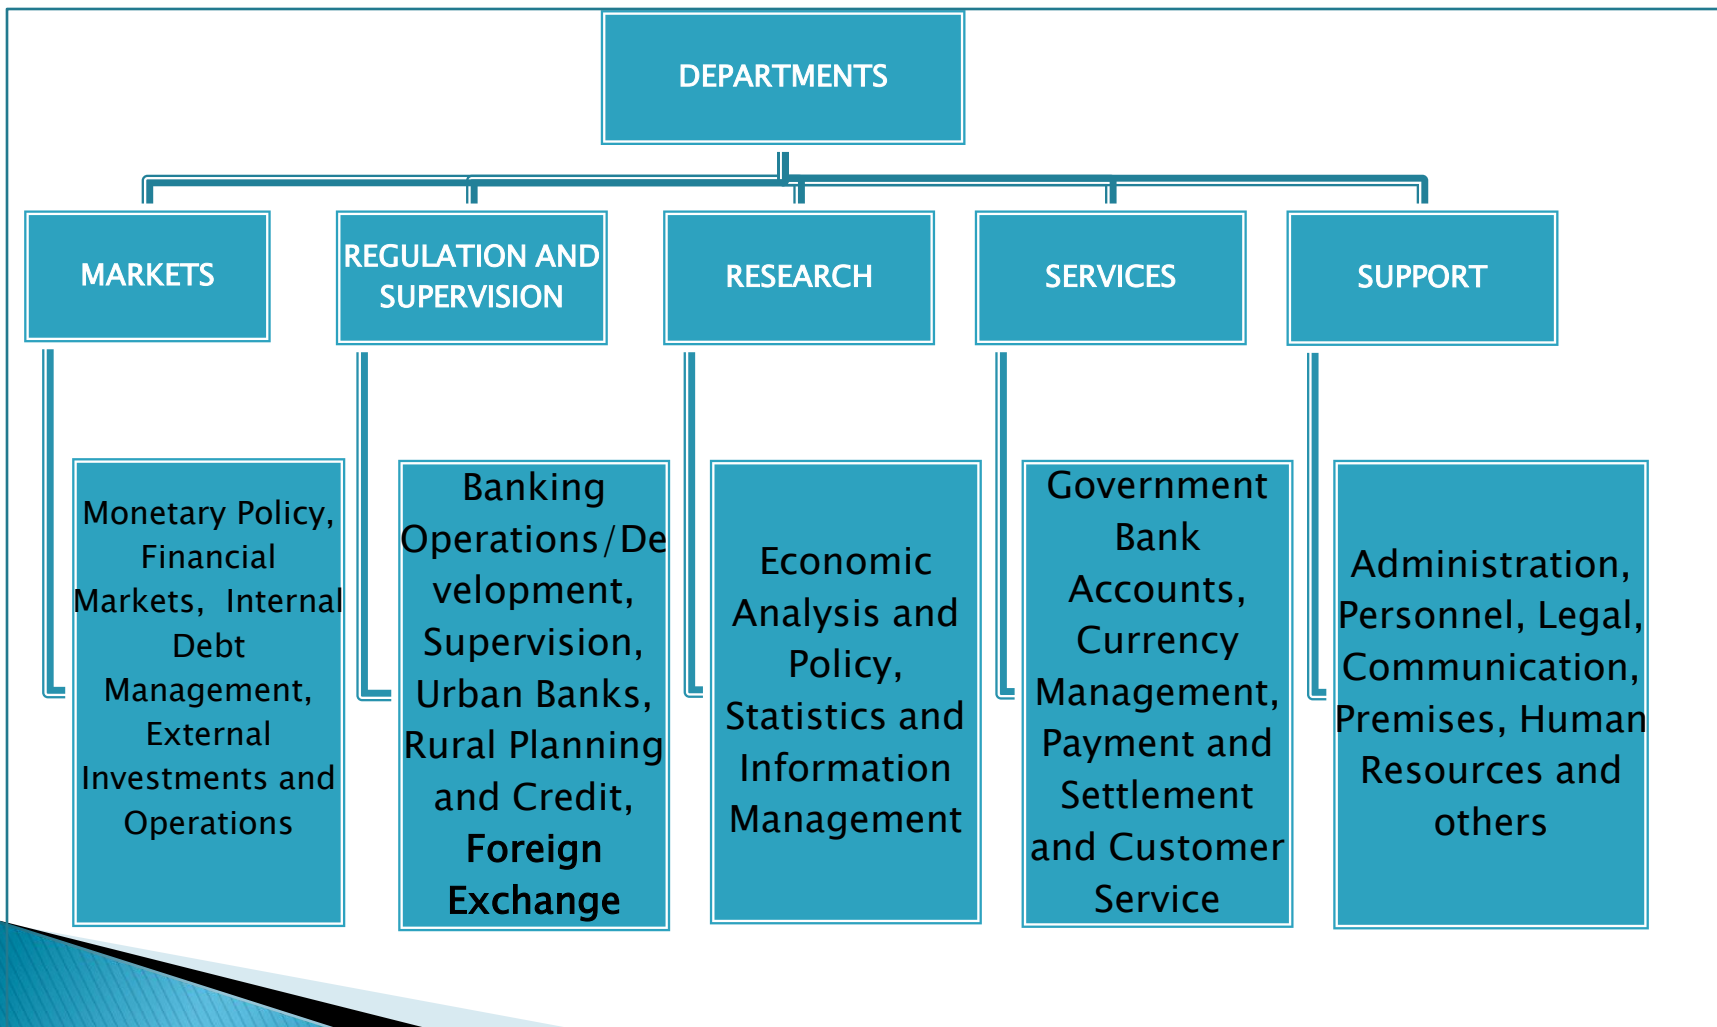 DEPARTMENTS
MARKETS
REGULATION AND
SUPERVISION
RESEARCH
SERVICES
SUPPORT
Monetary Policy,
Financial
Markets, Internal
Debt
Management,
External
Investments and
Operations
Banking
Operations/De
velopment,
Supervision,
Urban Banks,
Rural Planning
and Credit,
Foreign
Exchange
Economic
Analysis and
Policy,
Statistics and
Information
Management
Government
Bank
Accounts,
Currency
Management,
Payment and
Settlement
and Customer
Service
Administration,
Personnel, Legal,
Communication,
Premises, Human
Resources and
others